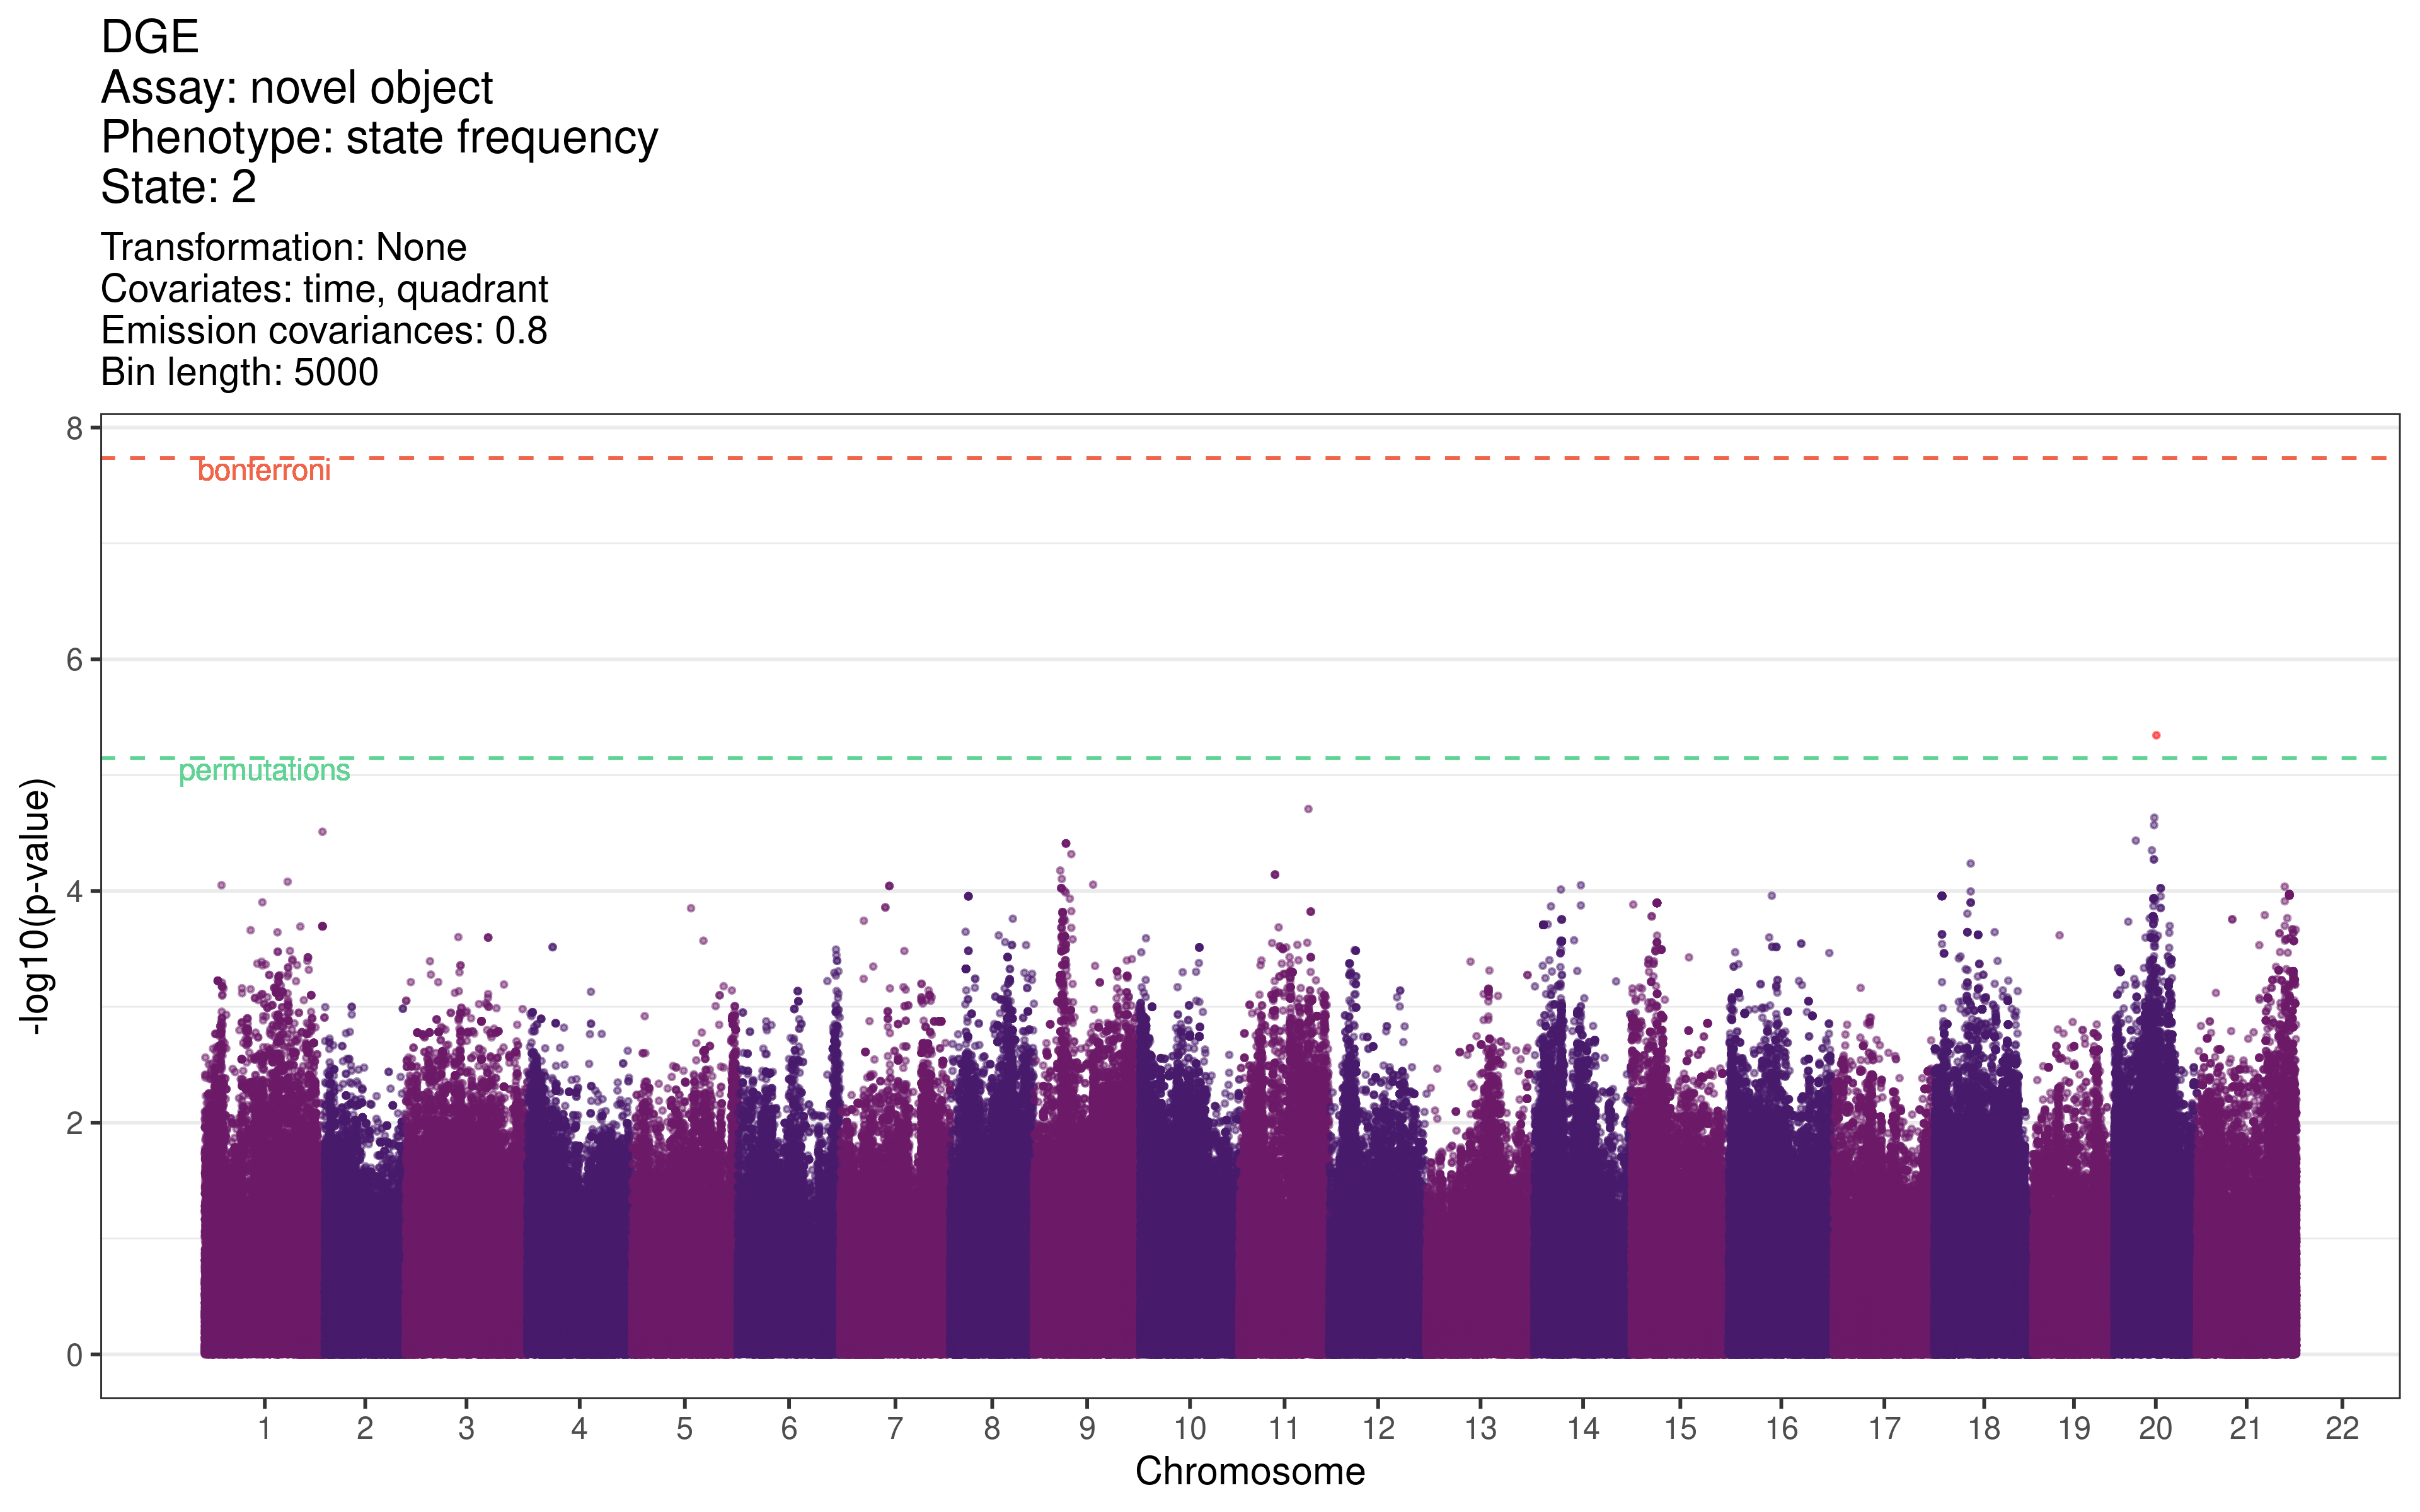 DGE
Assay: novel object
Phenotype: state frequency
State: 2
Transformation: None
Covariates: time, quadrant
Emission covariances: 0.8
Bin length: 5000
8
bonferroni
6
permutations
4
2
0
-log10(p-value)
1 2 3 4 5 6 7 8 9 10 11 12 13 14 15 16 17 18 19 20 21 22
Chromosome